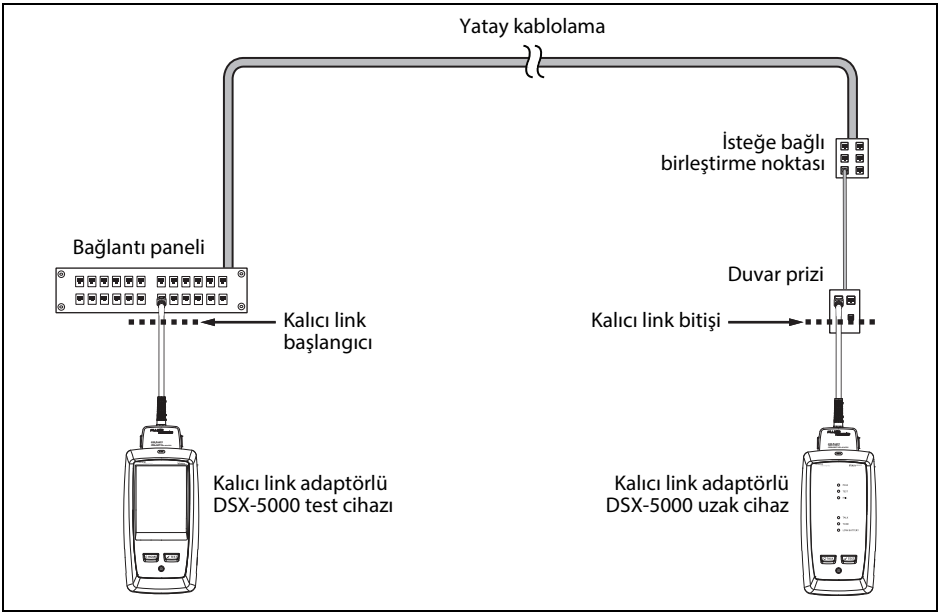 Yatay kablolama
İsteğe bağlı
birleştirme noktası
Bağlantı paneli
Duvar prizi
Kalıcı link
başlangıcı
Kalıcı link bitişi
Kalıcı link adaptörlü
DSX-5000 test cihazı
Kalıcı link adaptörlü
DSX-5000 uzak cihaz